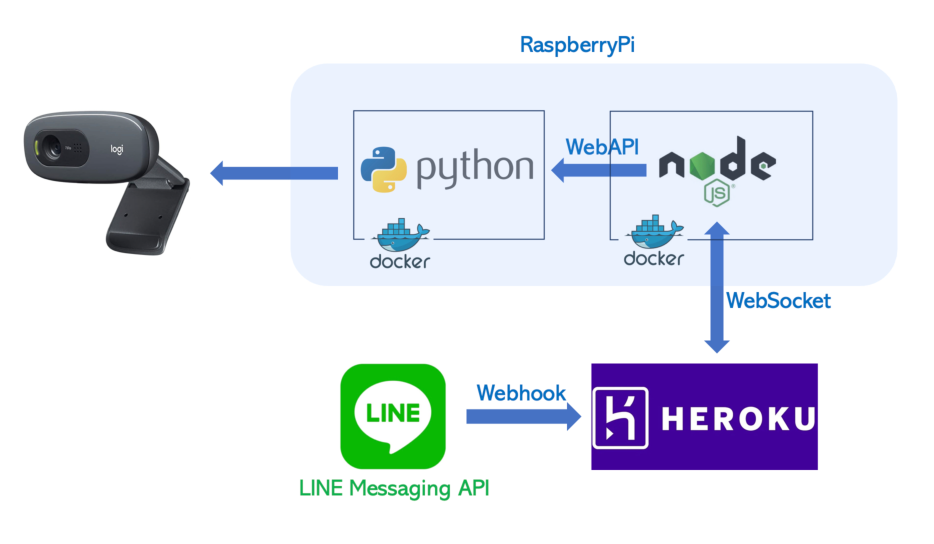 RaspberryPi
logi
python
WebAPI
node
JS
docker
docker
WebSocket
LINE
Webhook
HEROKU
LINE Messaging API